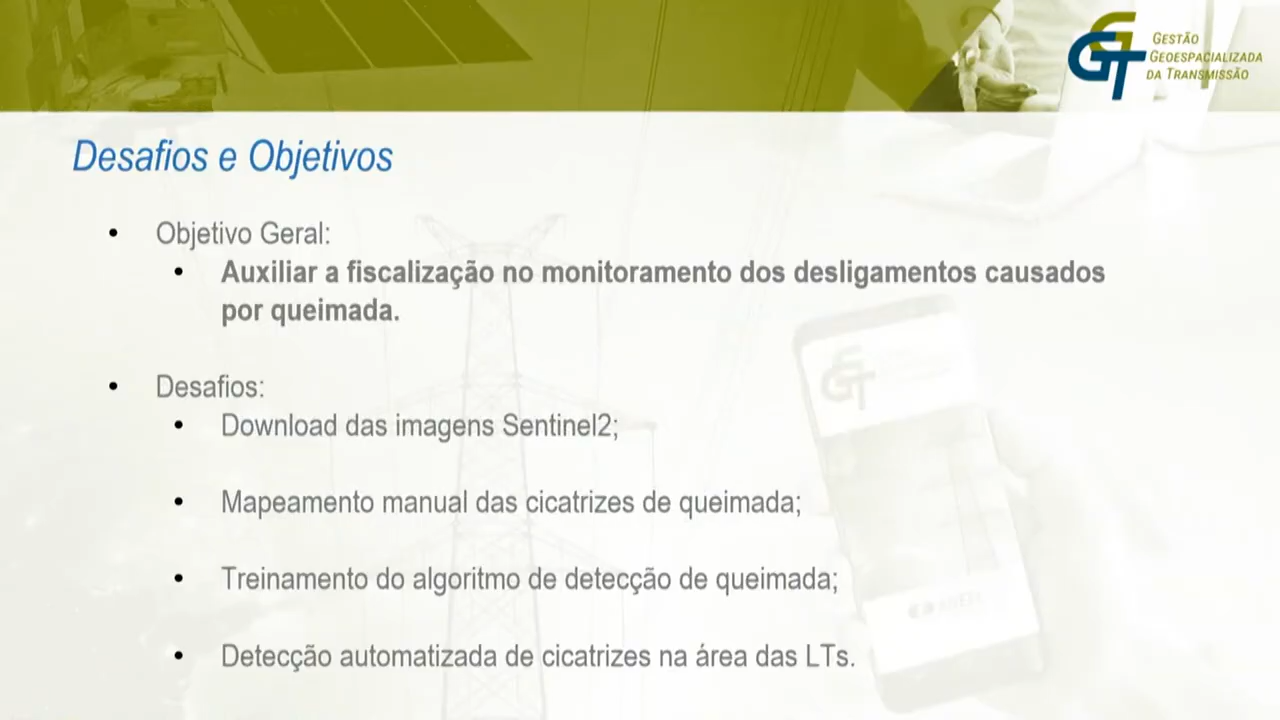 GESTÃO
GEOESPACIALIZADA
DA TRANSMISSÃO
Desafios e Objetivos
• Objetivo Geral:
• Auxiliar a fiscalização no monitoramento dos desligamentos causados
por queimada.
• Desafios:
• Download das imagens Sentinel2;
• Mapeamento manual das cicatrizes de queimada;
• Treinamento do algoritmo de detecção de queimada;
• Detecção automatizada de cicatrizes na área das LTs.